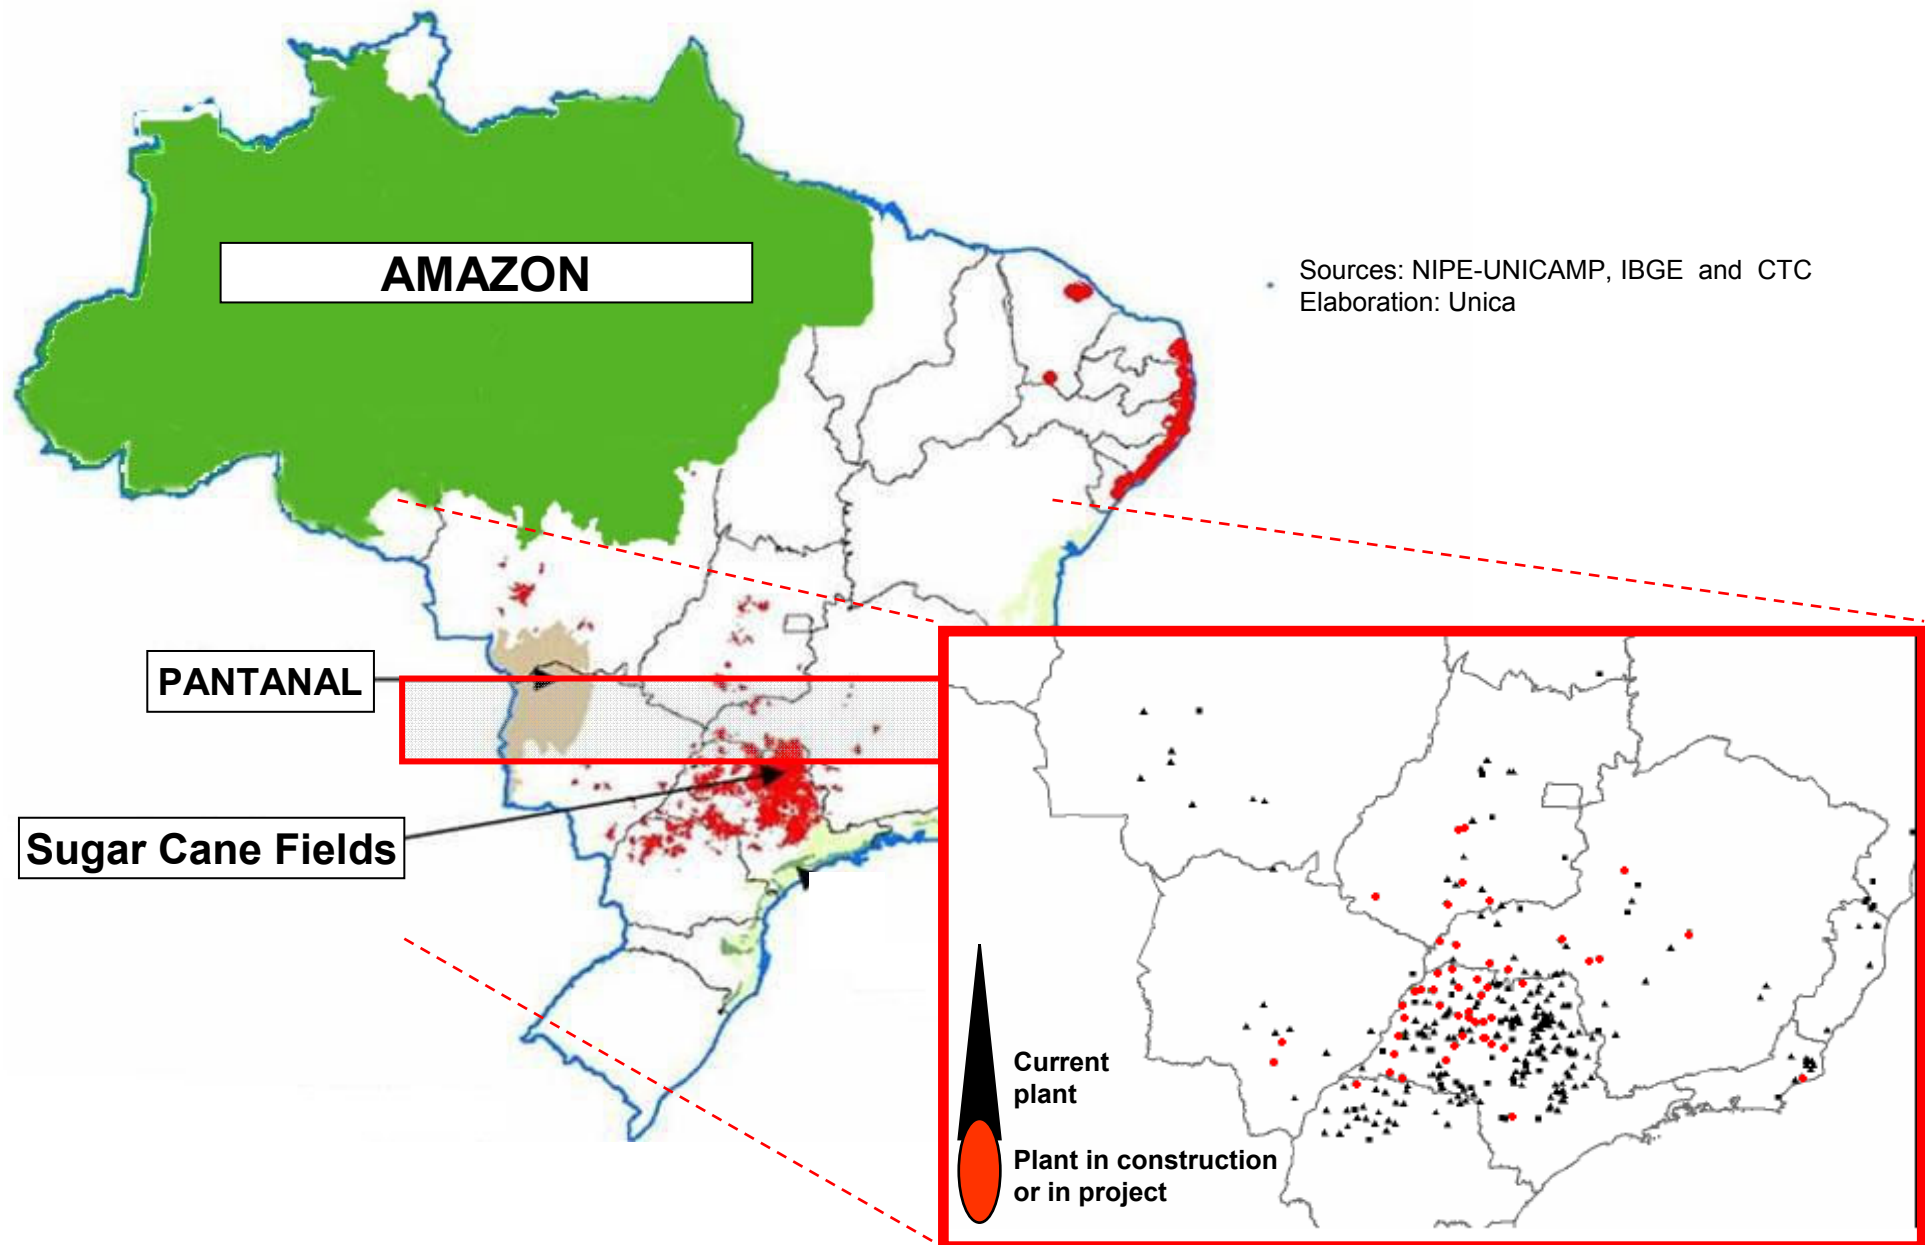 AMAZON
Sources: NIPE-UNICAMP, IBGE and CTC
Elaboration: Unica
PANTANAL
Sugar Cane Fields
Current
plant
Plant in construction
or in project